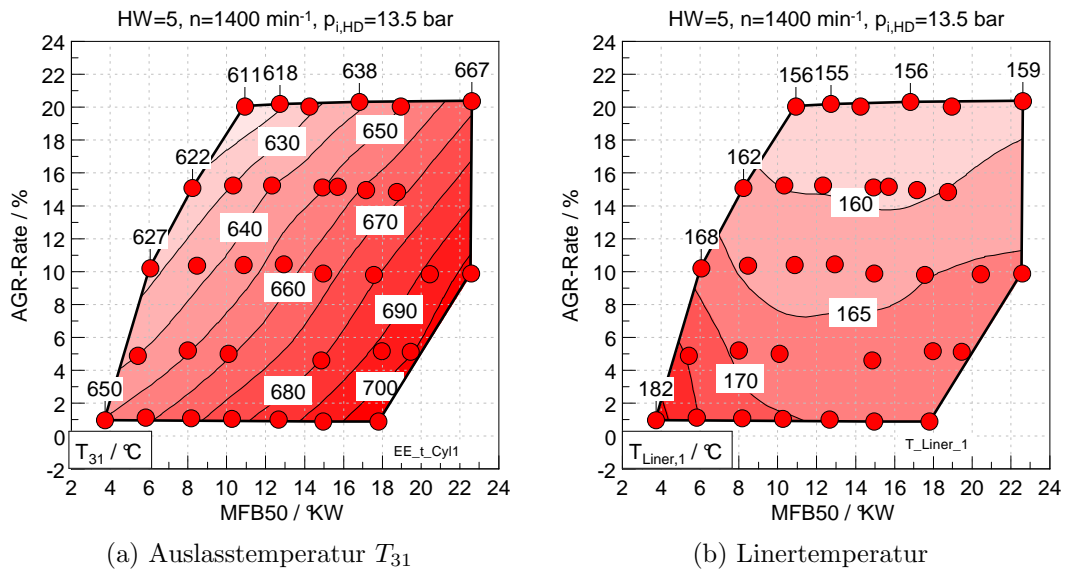 HW=5, n=1400 min-1, pi,HD=13.5 bar
AGR-Rate / %
22
20
18
16
14
12
10
8
6
4
2
0
-2
611 618 638 667
622
627
650
630
650
640
670
660
690
680
700
T31 / °C
EE_t_Cyl1
2 4 6 8 10 12 14 16 18 20 22 24
MFB50 / °KW
(a) Auslasstemperatur T31
HW=5, n=1400 min-1, pi,HD=13.5 bar
AGR-Rate / %
22
20
18
16
14
12
10
8
6
4
2
0
-2
156 155 156 159
162
168
182
160
165
170
TLiner,1 / °C
T_Liner_1
2 4 6 8 10 12 14 16 18 20 22 24
MFB50 / °KW
(b) Linertemperatur